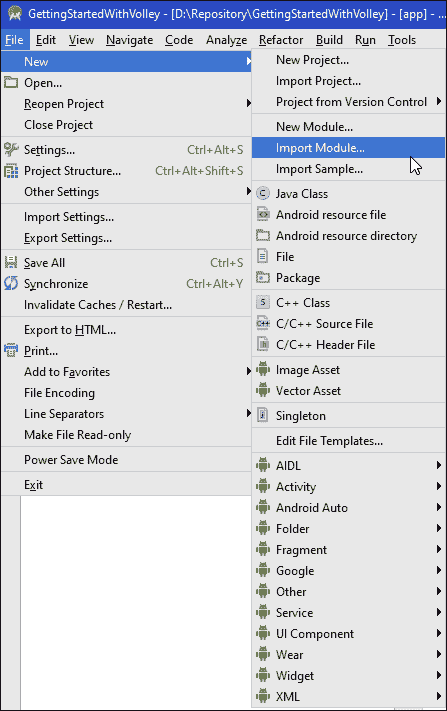 GettingStartedWithVolley - [D:\Repository\GettingStartedWithVolley] - [app] - ...
File Edit View Navigate Code Analyze Refactor Build Run Tools
New
Open...
Reopen Project
Close Project
Settings... Ctrl+Alt+S
Project Structure... Ctrl+Alt+Shift+S
Other Settings
Import Settings...
Export Settings...
Save All Ctrl+S
Synchronize Ctrl+Alt+Y
Invalidate Caches / Restart...
Export to HTML...
Print...
Add to Favorites
File Encoding
Line Separators
Make File Read-only
Power Save Mode
Exit
New Project...
Import Project...
Project from Version Control
New Module...
Import Module...
Import Sample...
Java Class
Android resource file
Android resource directory
File
Package
C++ Class
C/C++ Source File
C/C++ Header File
Image Asset
Vector Asset
Singleton
Edit File Templates...
AIDL
Activity
Android Auto
Folder
Fragment
Google
Other
Service
UI Component
Wear
Widget
XML